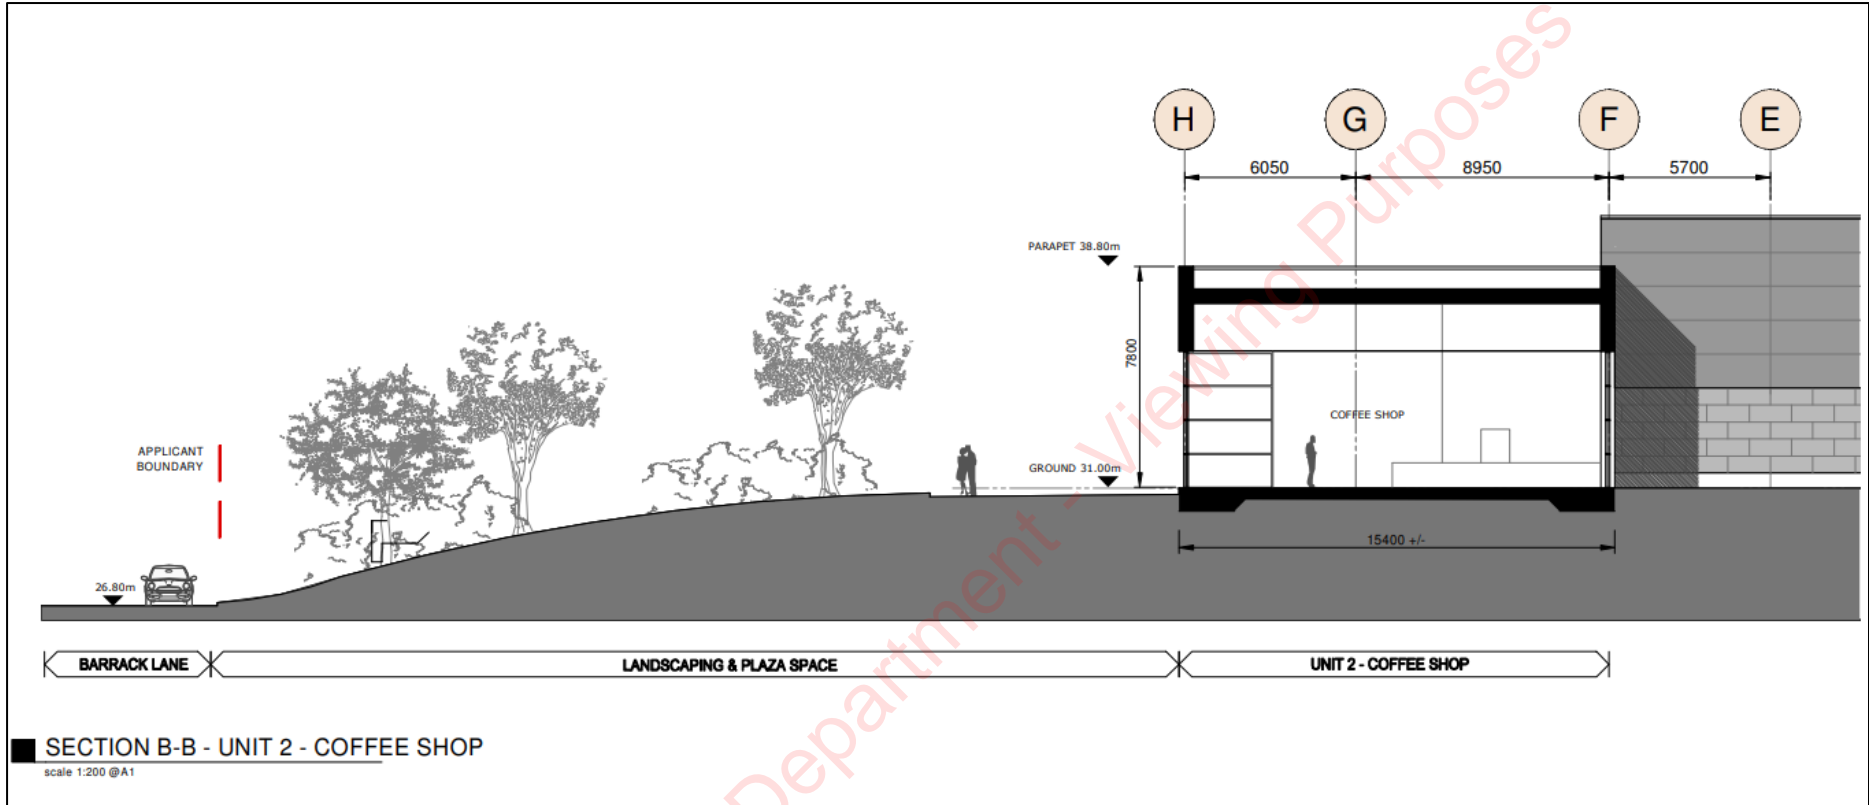 H
G
F
E
6050
8950
5700
PARAPET 38.80m
7800
COFFEE SHOP
APPLICANT
BOUNDARY
GROUND 31.00m
15400 +/-
26.80m
BARRACK LANE
LANDSCAPING & PLAZA SPACE
UNIT 2 - COFFEE SHOP
SECTION B-B - UNIT 2 - COFFEE SHOP
scale 1:200 @A1
Department - Viewing Purposes